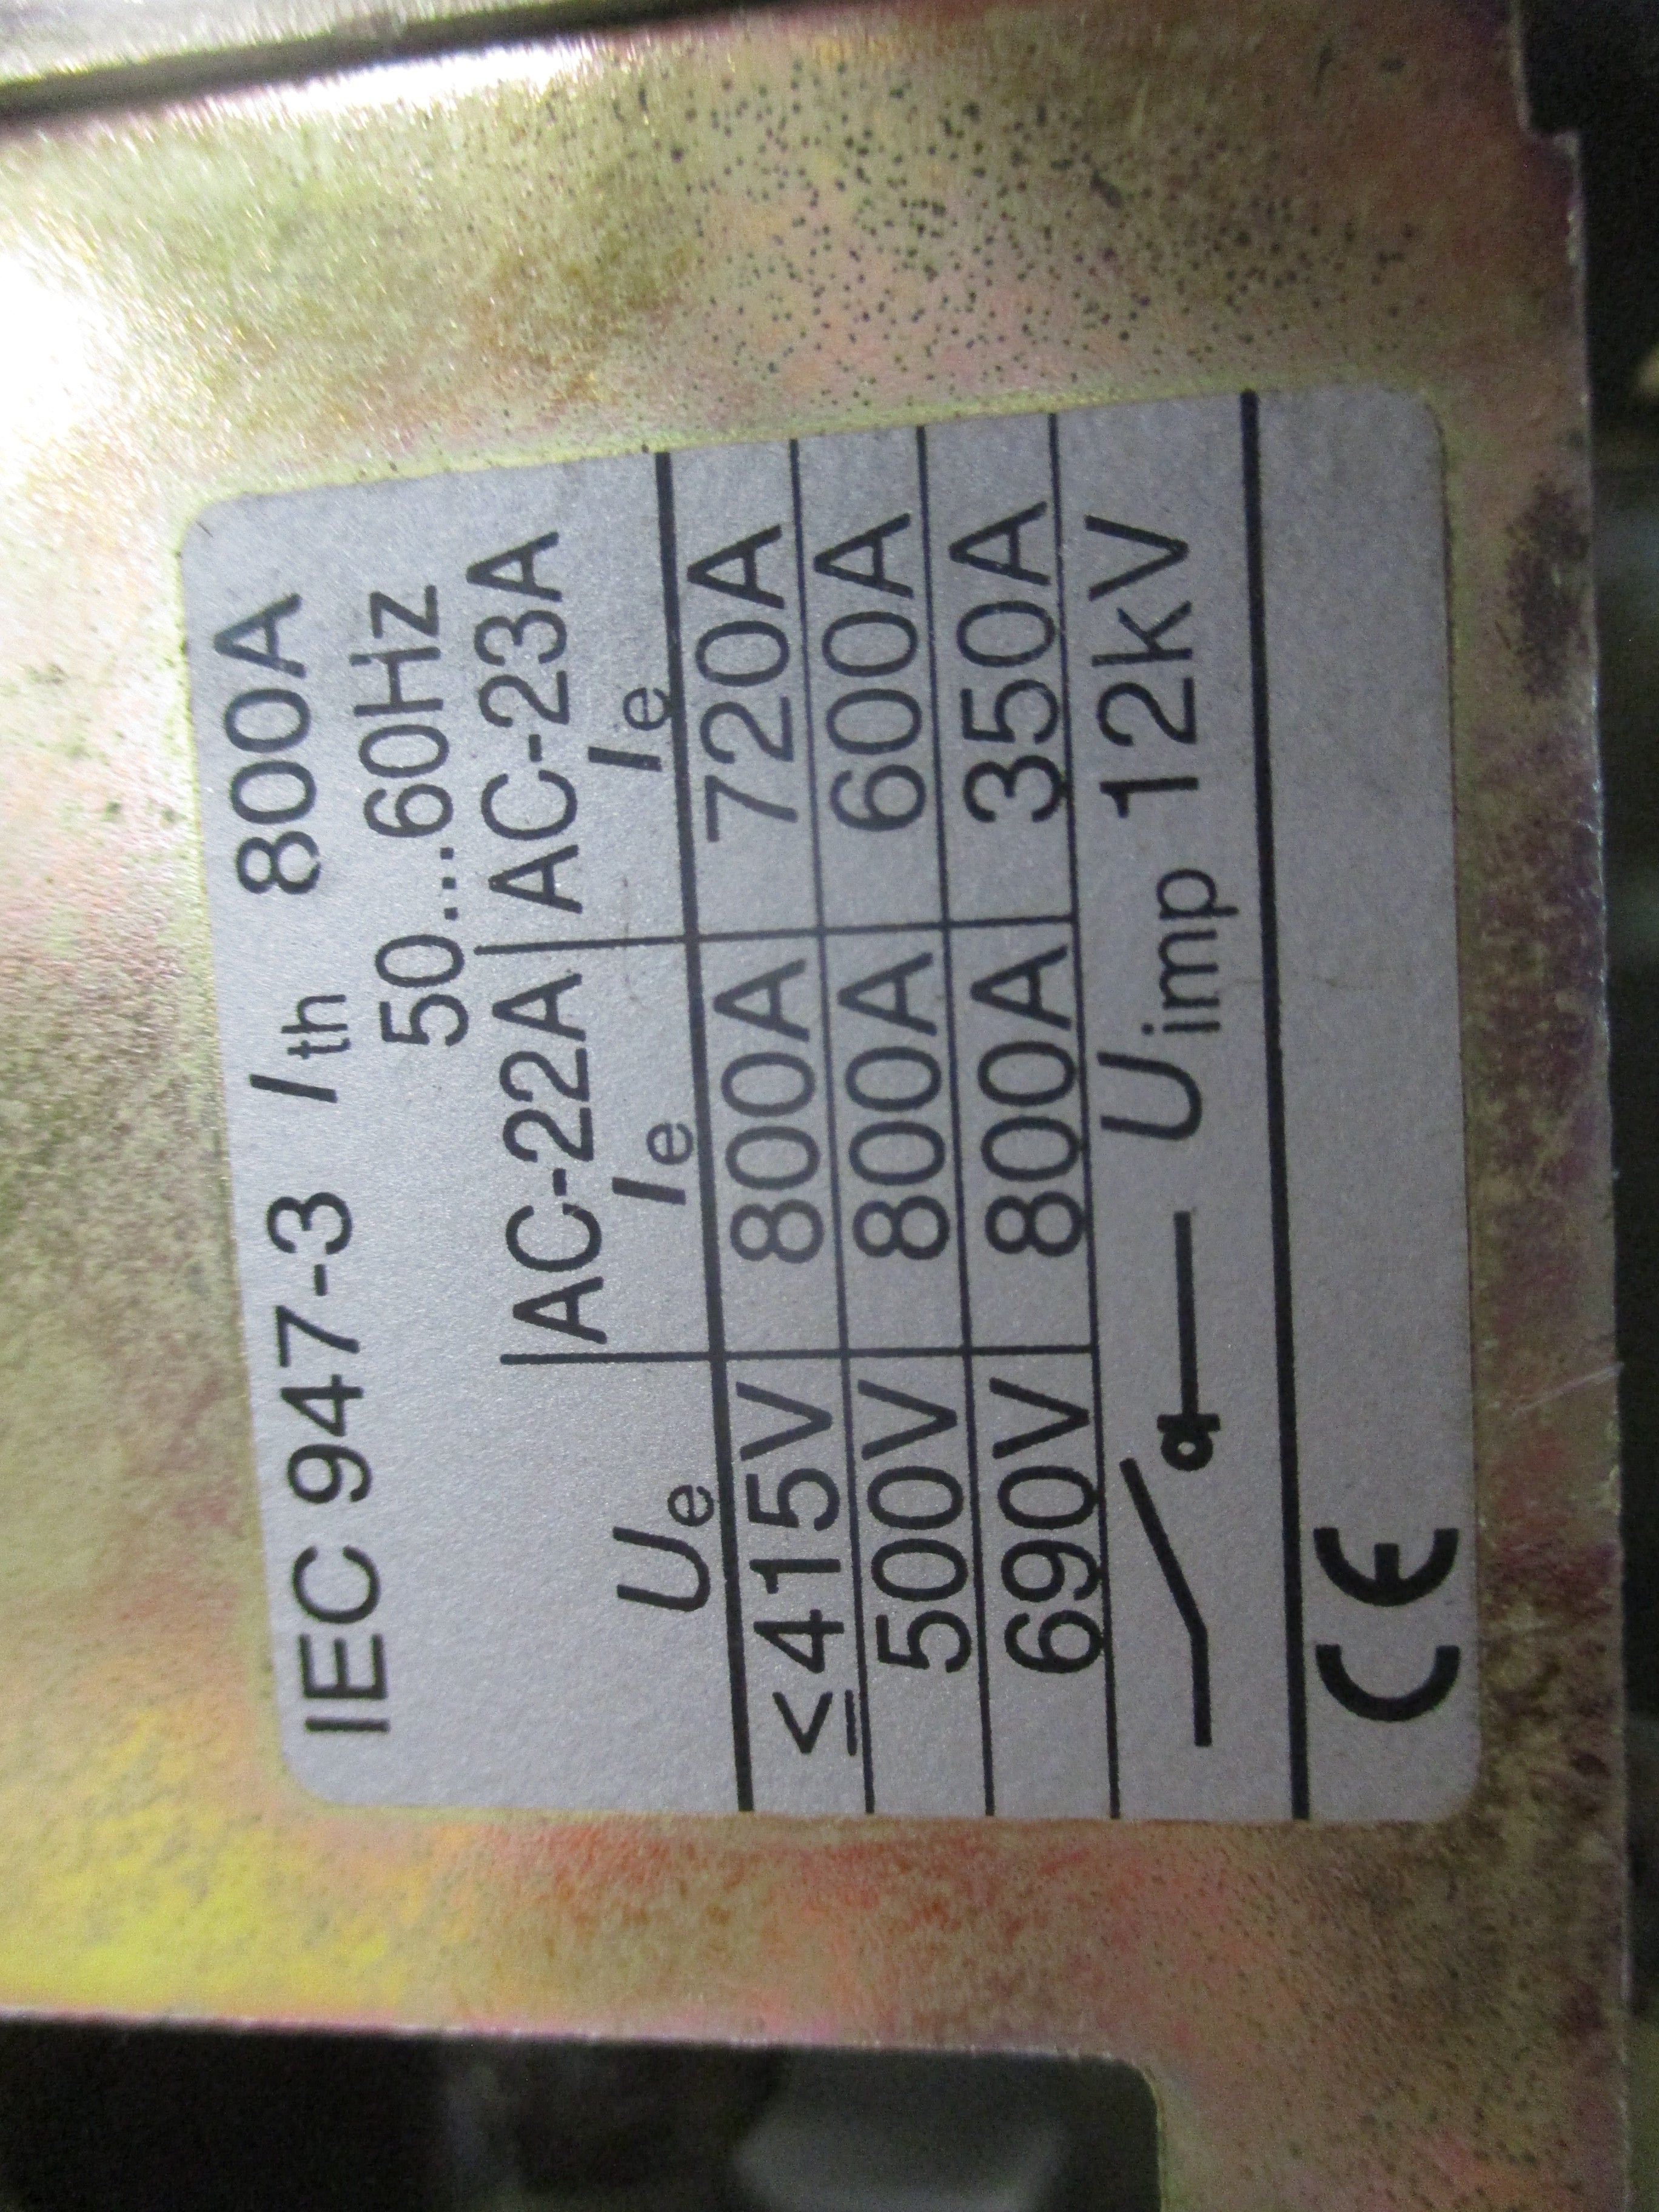 IEC 947-3 Ith 800A
50...60Hz
AC-22A AC-23A
Ue Ie Ie
≤415V 800A 720A
500V 800A 600A
690V 800A 350A
Uimp 12kV
CE